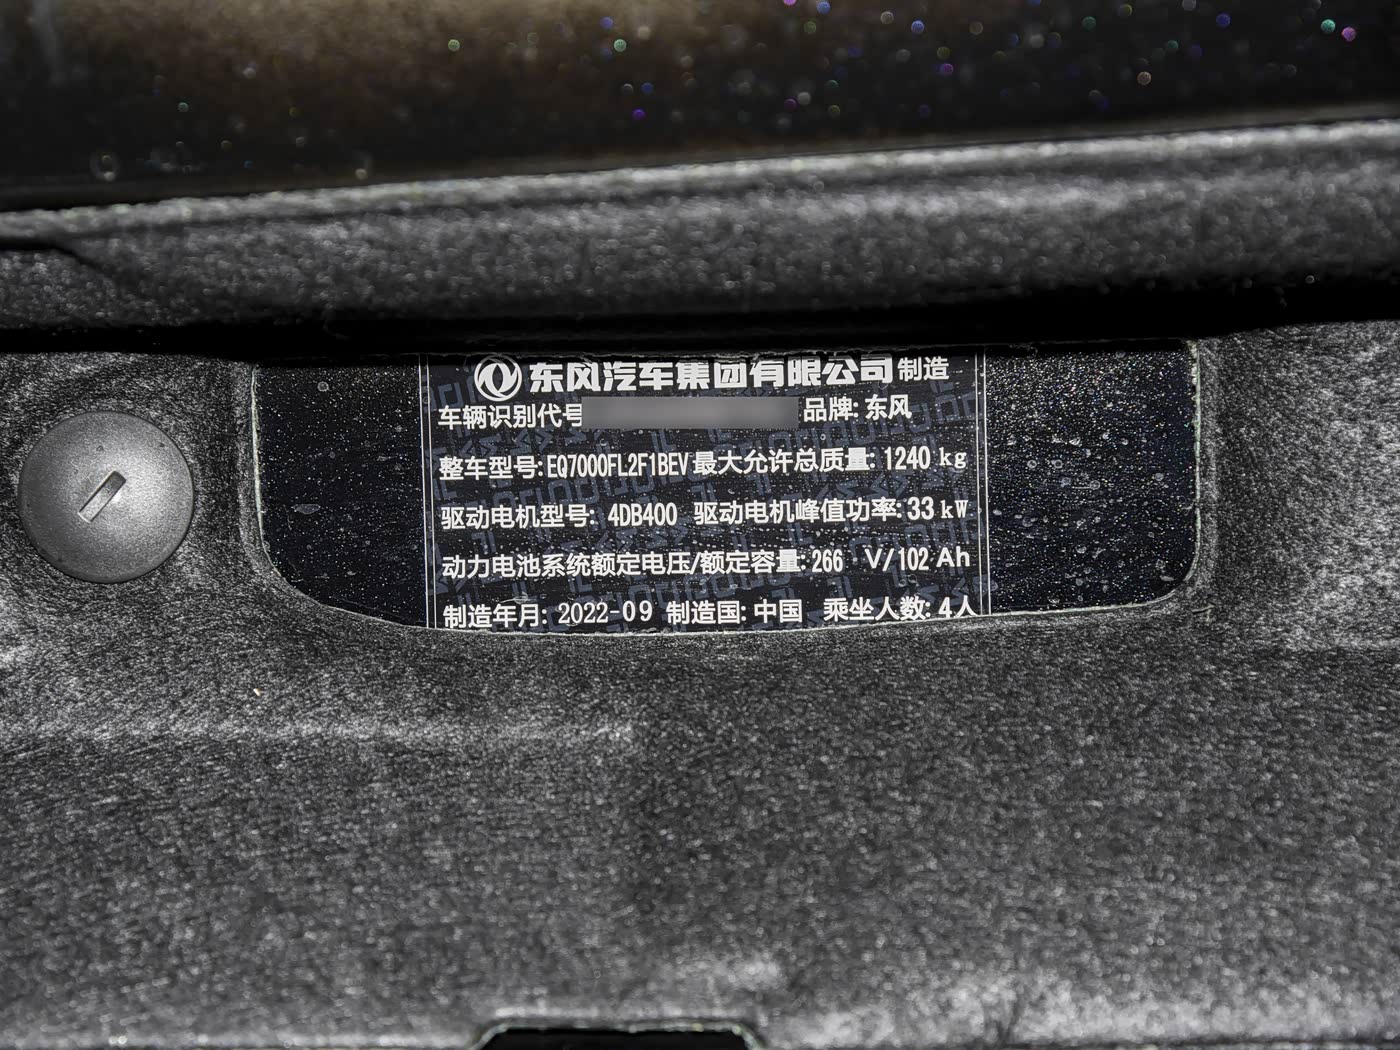 东风汽车集团有限公司 制造
车辆识别代号 品牌: 东风
整车型号: EQ7000FL2F1BEV 最大允许总质量: 1240 kg
驱动电机型号: 4DB400 驱动电机峰值功率: 33 kW
动力电池系统额定电压/额定容量: 266 V/102 Ah
制造年月: 2022-09 制造国: 中国 乘坐人数: 4人